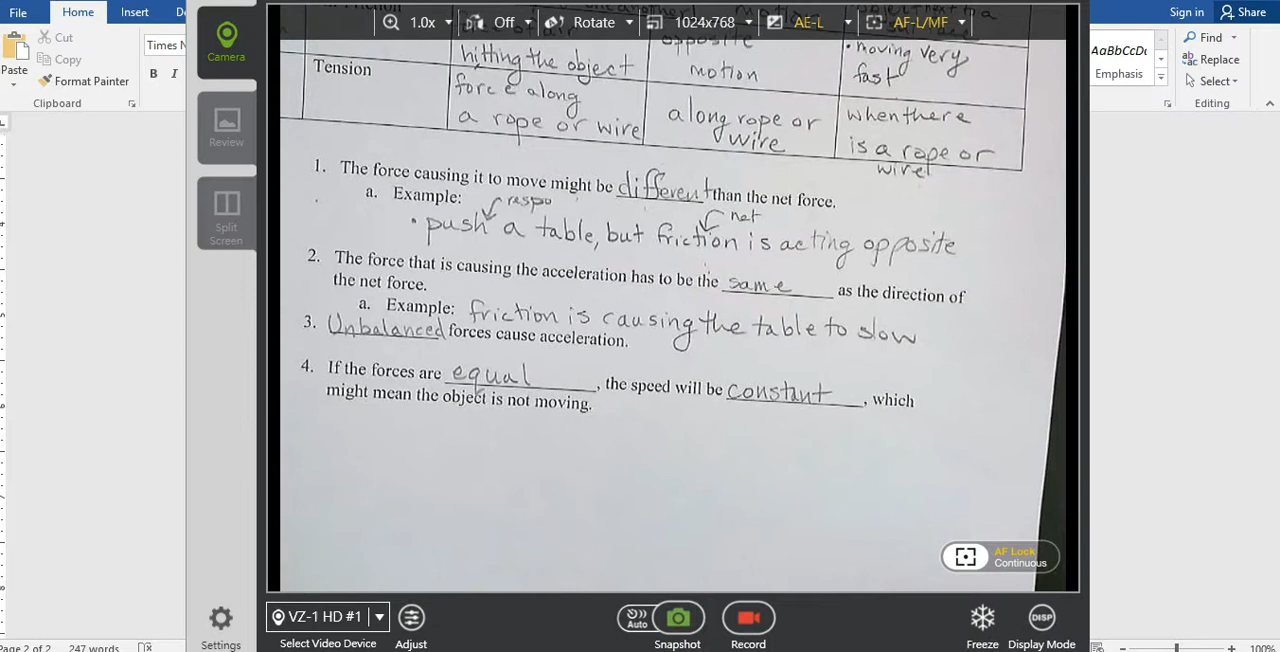 File Home Insert D
Sign in Share
Cut
Copy
Paste Format Painter
Clipboard
Times N
B I
Camera
Review
Split
Screen
Settings
1.0x Off Rotate 1024x768 AE-L AF-L/MF
AaBbCcDc
Emphasis
Find
Replace
Select
Editing
opposite
hitting the object motion • moving very
fast
Tension force along
a rope or wire along rope or
wire when there
is a rope or
wire
1. The force causing it to move might be different than the net force.
a. Example: respo
net
• push a table, but friction is acting opposite
2. The force that is causing the acceleration has to be the same as the direction of
the net force.
a. Example: friction is causing the table to slow
3. Unbalanced forces cause acceleration.
4. If the forces are equal, the speed will be constant, which
might mean the object is not moving.
AF Lock
Continuous
VZ-1 HD #1
Select Video Device Adjust
Auto
Snapshot Record
Freeze DISP
Display Mode
Page 2 of 2 247 words
100%